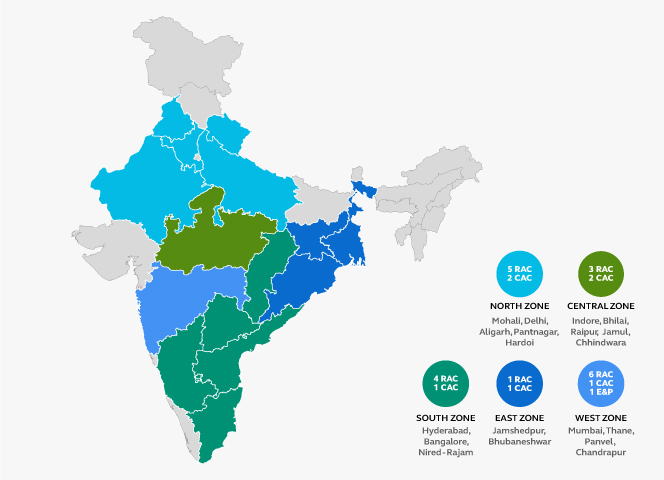 5 RAC
2 CAC
NORTH ZONE
Mohali, Delhi,
Aligarh, Pantnagar,
Hardoi
3 RAC
2 CAC
CENTRAL ZONE
Indore, Bhilai,
Raipur, Jamul,
Chhindwara
4 RAC
1 CAC
SOUTH ZONE
Hyderabad,
Bangalore,
Nired-Rajam
1 RAC
1 CAC
EAST ZONE
Jamshedpur,
Bhubaneshwar
6 RAC
1 CAC
1 E&P
WEST ZONE
Mumbai, Thane,
Panvel,
Chandrapur